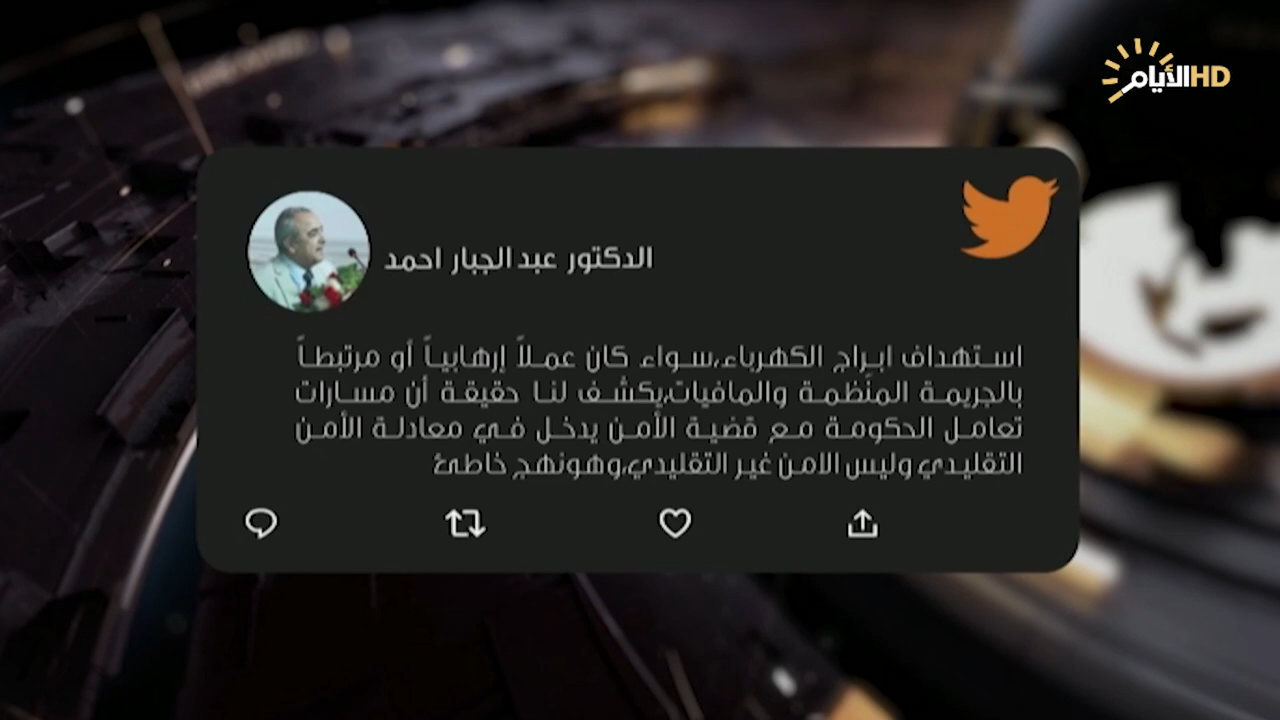 الأيام HD
الدكتور عبد الجبار احمد
استهداف ابراج الكهرباء،سواء كان عملاً إرهابياً أو مرتبطاً
بالجريمة المنّظمة والمافيات،يكشف لنا حقيقة أن مسارات
تعامل الحكومة مع قضية الأمن يدخل في معادلة الأمن
التقليدي وليس الامن غير التقليدي،وهونهج خاطئ